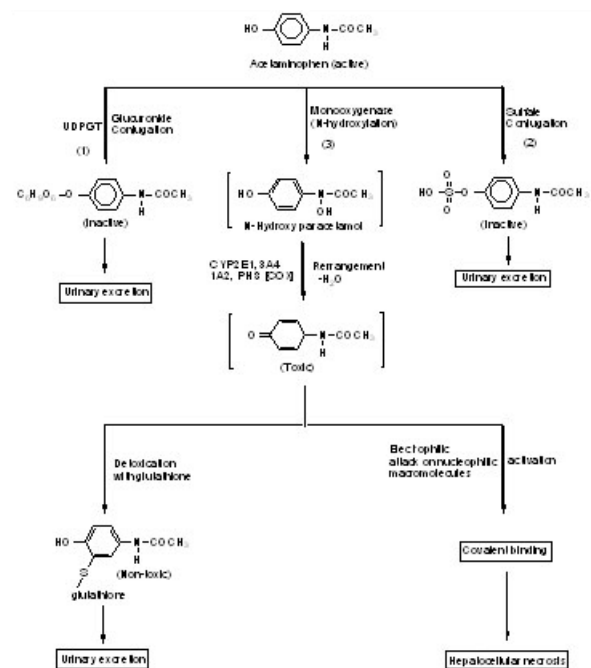 HO N COCH3
H
Acetaminophen (active)
UDPGT
Glucuronide
Conjugation
(1)
Monooxygenase
(N-hydroxylation)
(3)
Sulfate
Conjugation
(2)
C6H9O6 O N COCH3
H
(Inactive)
HO N COCH3
OH
N-Hydroxy paracetamol
O
HO S O N COCH3
O H
(Inactive)
Urinary excretion
CYP2E1, 3A4
1A2, PHS [COX]
Rerrangement
-H2O
Urinary excretion
O N COCH3
H
(Toxic)
Detoxication
with glutathione
Electrophilic
attack on nucleophilic
macromolecules
activation
HO N COCH3
H
S
(Non-toxic)
glutathione
Covalent binding
Urinary excretion
Hepatocellular necrosis